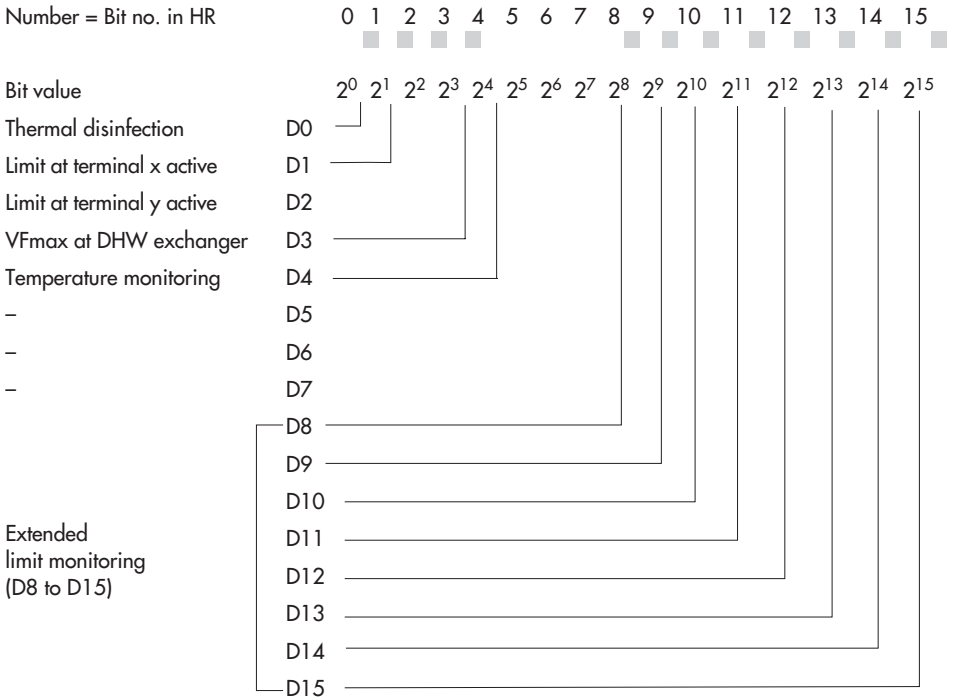 Number = Bit no. in HR 0 1 2 3 4 5 6 7 8 9 10 11 12 13 14 15
Bit value 2⁰ 2¹ 2² 2³ 2⁴ 2⁵ 2⁶ 2⁷ 2⁸ 2⁹ 2¹⁰ 2¹¹ 2¹² 2¹³ 2¹⁴ 2¹⁵
Thermal disinfection D0
Limit at terminal x active D1
Limit at terminal y active D2
VFmax at DHW exchanger D3
Temperature monitoring D4
– D5
– D6
– D7
D8
D9
D10
Extended
D11
limit monitoring
D12
(D8 to D15)
D13
D14
D15